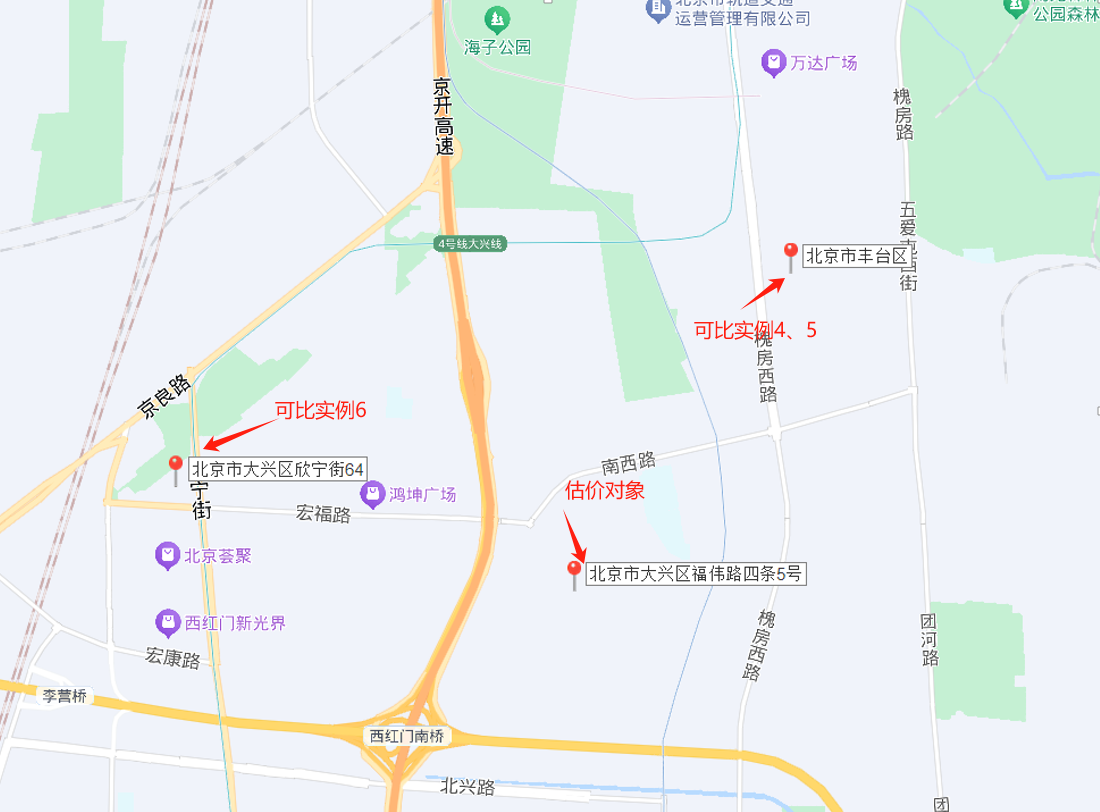 北京市轨道交通
运营管理有限公司
公园森林
海子公园
万达广场
京开高速
槐房路
五爱屯西街
4号线大兴线
北京市丰台区
可比实例4、5
槐房西路
京良路
可比实例6
北京市大兴区欣宁街64
宁街
鸿坤广场
宏福路
南西路
估价对象
北京荟聚
北京市大兴区福伟路四条5号
西红门新光界
槐房西路
团河路
宏康路
李营桥
西红门南桥
北兴路
团